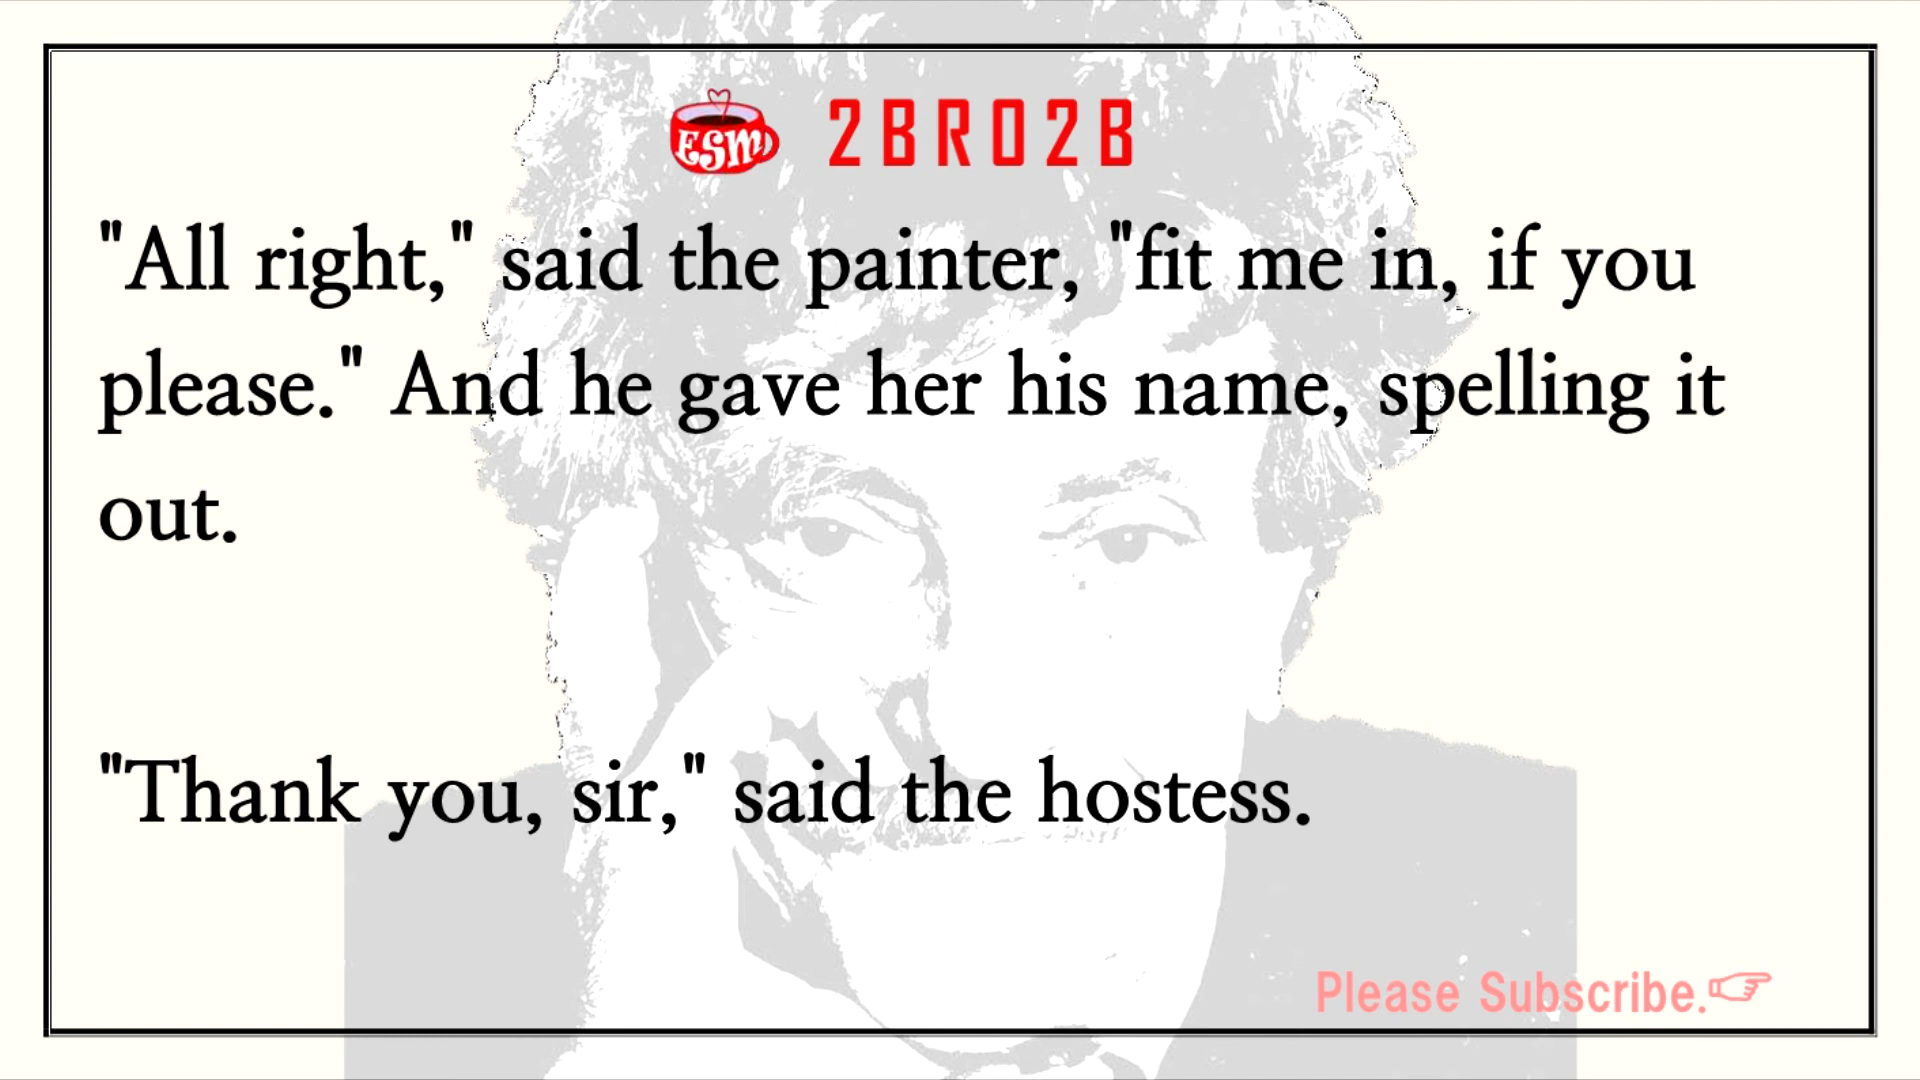 ESM 2BR02B
"All right," said the painter, "fit me in, if you
please." And he gave her his name, spelling it
out.
"Thank you, sir," said the hostess.
Please Subscribe.